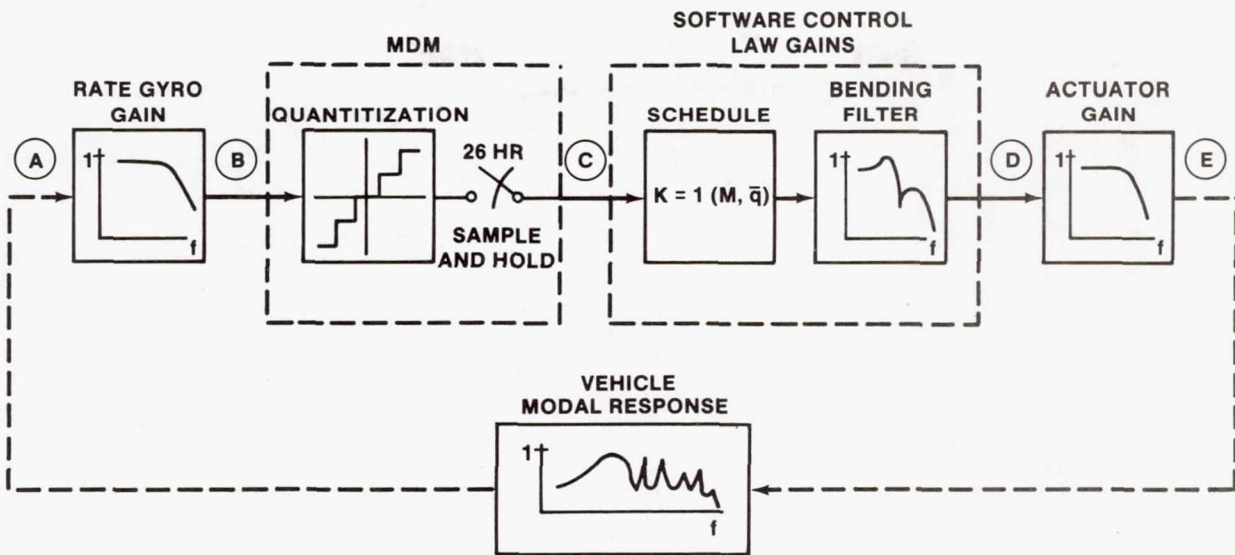 SOFTWARE CONTROL
LAW GAINS
MDM
RATE GYRO
GAIN
QUANTITIZATION
SCHEDULE
BENDING
FILTER
ACTUATOR
GAIN
A
1
f
B
26 HR
SAMPLE
AND HOLD
C
K = 1 (M, q̄)
1
f
D
1
f
E
VEHICLE
MODAL RESPONSE
1
f